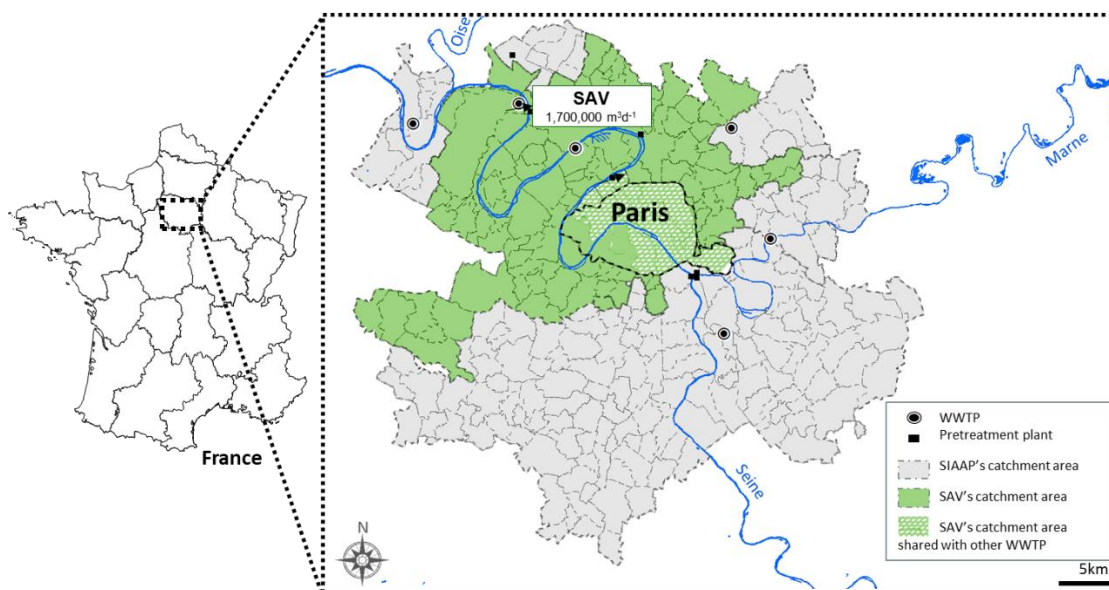 Oise
SAV
1,700,000 m³d⁻¹
Marne
Paris
France
Seine
N
WWTP
Pretreatment plant
SIAAP's catchment area
SAV's catchment area
SAV's catchment area
shared with other WWTP
5km